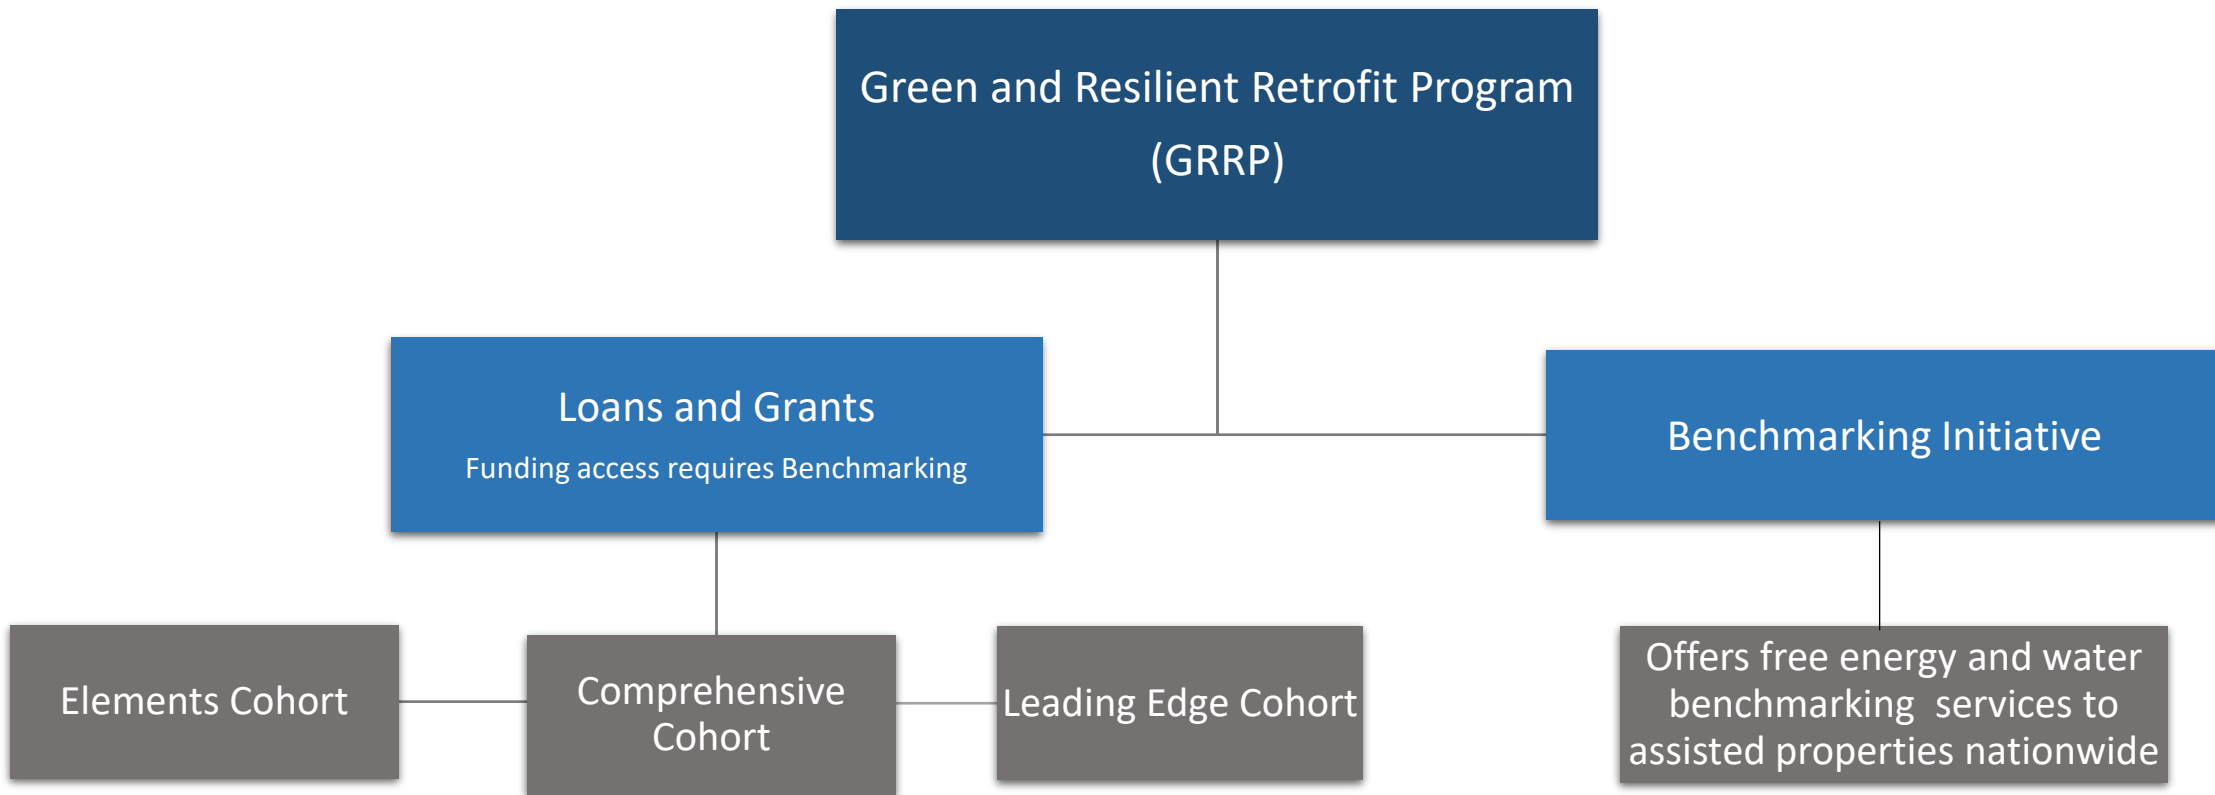 Green and Resilient Retrofit Program
(GRRP)
Loans and Grants
Funding access requires Benchmarking
Benchmarking Initiative
Elements Cohort
Comprehensive
Cohort
Leading Edge Cohort
Offers free energy and water
benchmarking  services to
assisted properties nationwide